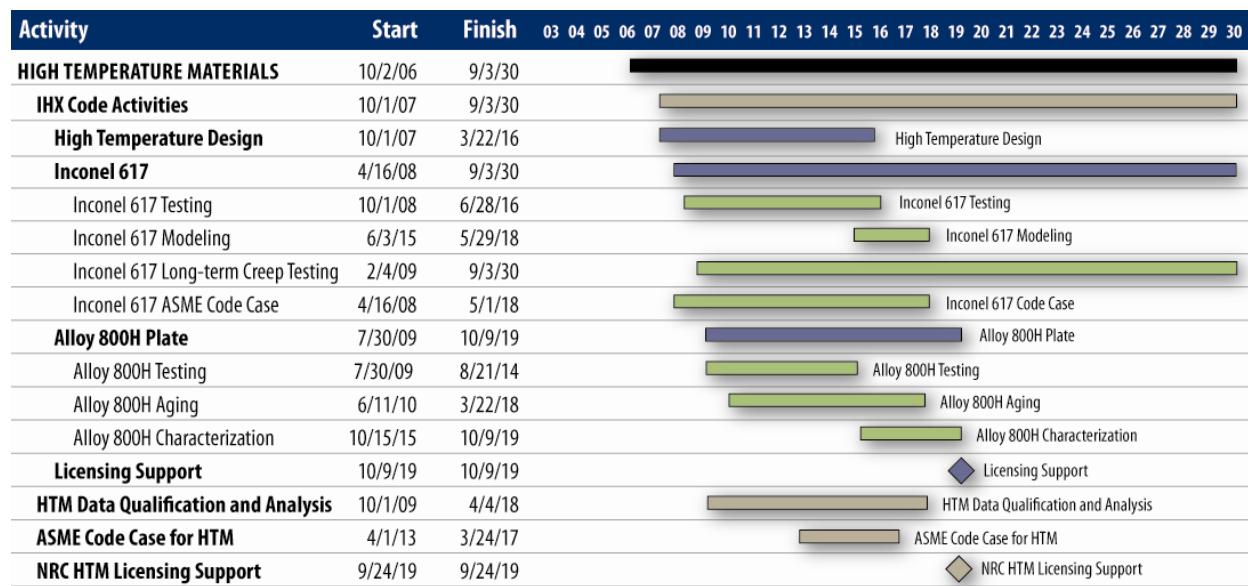 Activity Start Finish 03 04 05 06 07 08 09 10 11 12 13 14 15 16 17 18 19 20 21 22 23 24 25 26 27 28 29 30
HIGH TEMPERATURE MATERIALS 10/2/06 9/3/30
IHX Code Activities 10/1/07 9/3/30
High Temperature Design 10/1/07 3/22/16 High Temperature Design
Inconel 617 4/16/08 9/3/30
Inconel 617 Testing 10/1/08 6/28/16 Inconel 617 Testing
Inconel 617 Modeling 6/3/15 5/29/18 Inconel 617 Modeling
Inconel 617 Long-term Creep Testing 2/4/09 9/3/30
Inconel 617 ASME Code Case 4/16/08 5/1/18 Inconel 617 Code Case
Alloy 800H Plate 7/30/09 10/9/19 Alloy 800H Plate
Alloy 800H Testing 7/30/09 8/21/14 Alloy 800H Testing
Alloy 800H Aging 6/11/10 3/22/18 Alloy 800H Aging
Alloy 800H Characterization 10/15/15 10/9/19 Alloy 800H Characterization
Licensing Support 10/9/19 10/9/19 Licensing Support
HTM Data Qualification and Analysis 10/1/09 4/4/18 HTM Data Qualification and Analysis
ASME Code Case for HTM 4/1/13 3/24/17 ASME Code Case for HTM
NRC HTM Licensing Support 9/24/19 9/24/19 NRC HTM Licensing Support